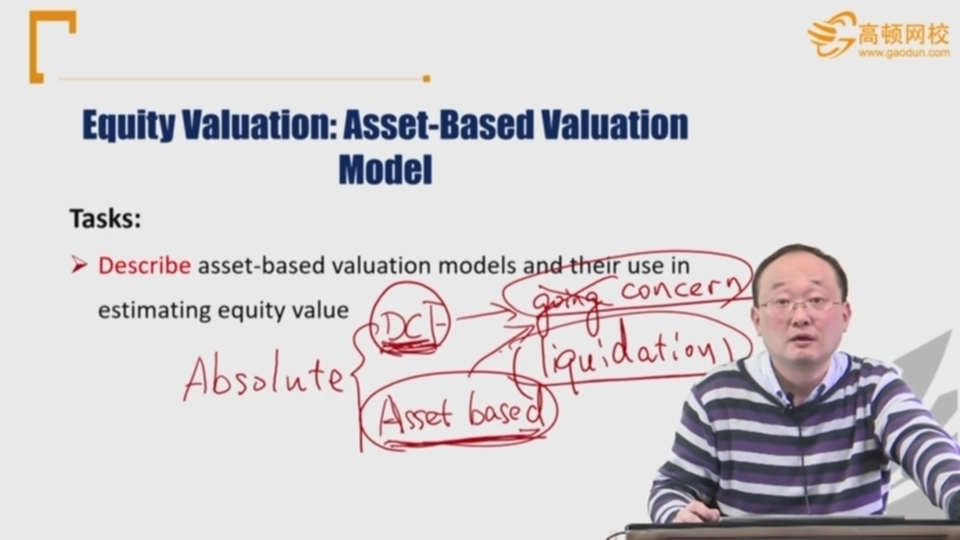 高顿网校
www.gaodun.com
Equity Valuation: Asset-Based Valuation
Model
Tasks:
Describe asset-based valuation models and their use in
estimating equity value
DCF
going concern
(liquidation)
Absolute
Asset based